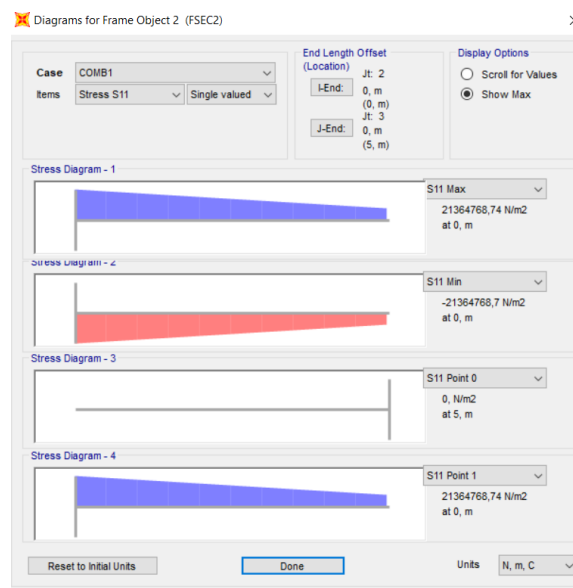 Diagrams for Frame Object 2 (FSEC2)
End Length Offset
(Location)
Display Options
Case
COMB1
Items
Stress S11
Single valued
I-End:
Jt: 2
0, m
(0, m)
J-End:
Jt: 3
0, m
(5, m)
Scroll for Values
Show Max
Stress Diagram - 1
S11 Max
21364768,74 N/m2
at 0, m
Stress Diagram - 2
S11 Min
-21364768,7 N/m2
at 0, m
Stress Diagram - 3
S11 Point 0
0, N/m2
at 5, m
Stress Diagram - 4
S11 Point 1
21364768,74 N/m2
at 0, m
Reset to Initial Units
Done
Units
N, m, C